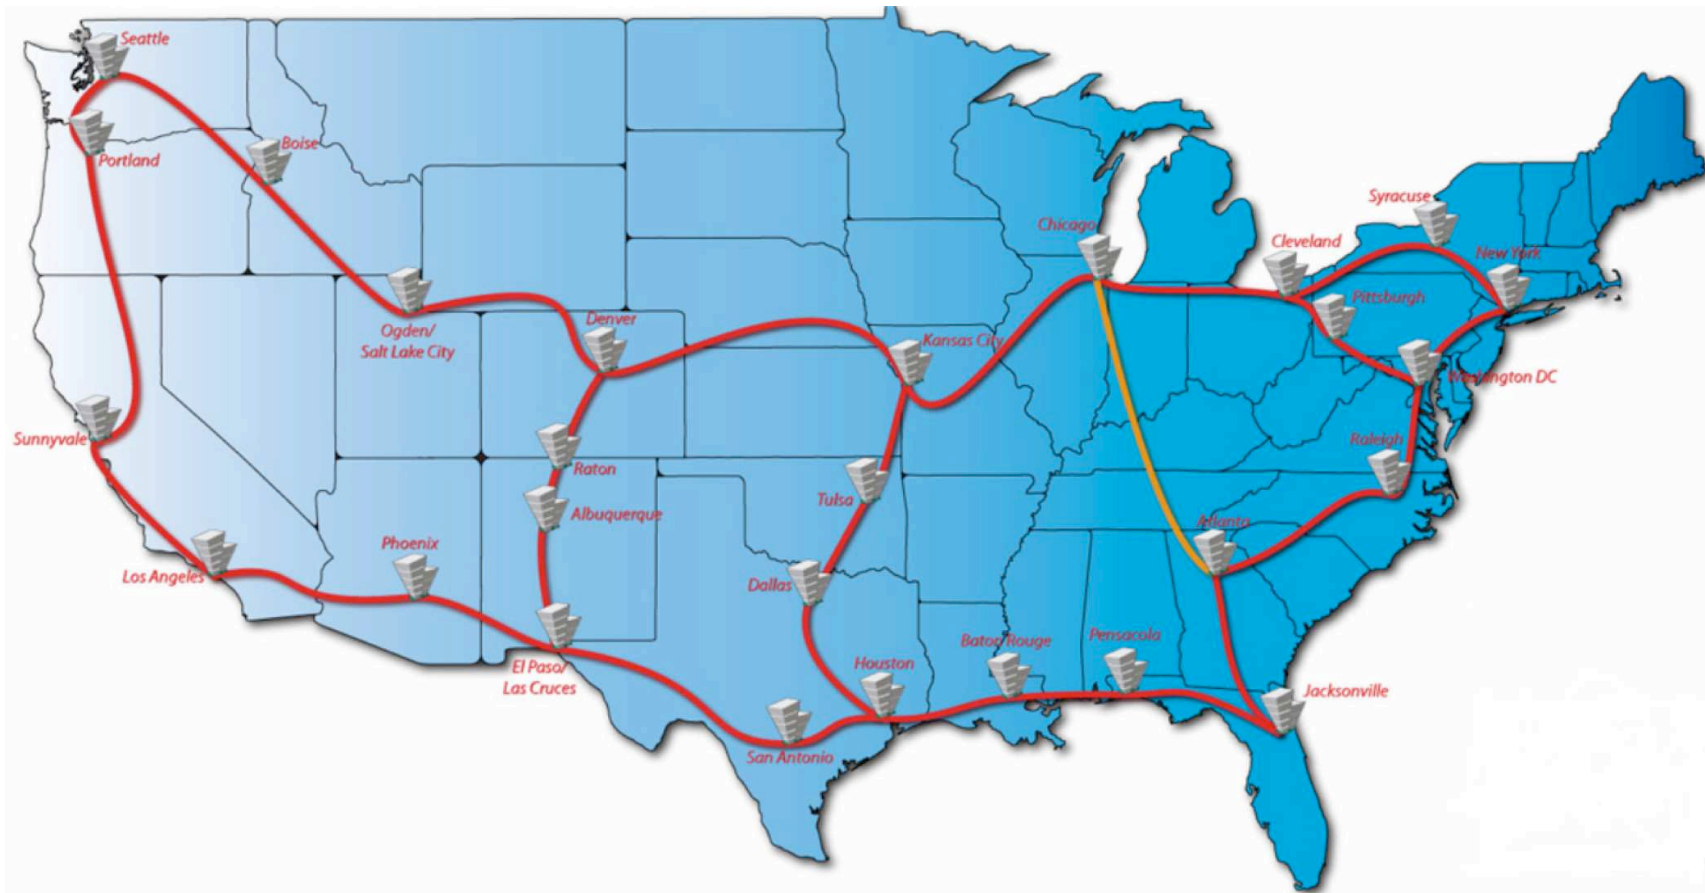 Seattle
Boise
Portland
Syracuse
Chicago
Cleveland
New York
Pittsburgh
Ogden/
Salt Lake City
Denver
Kansas City
Washington DC
Sunnyvale
Raleigh
Raton
Tulsa
Albuquerque
Atlanta
Phoenix
Los Angeles
Dallas
Baton Rouge
Pensacola
El Paso/
Las Cruces
Houston
Jacksonville
San Antonio